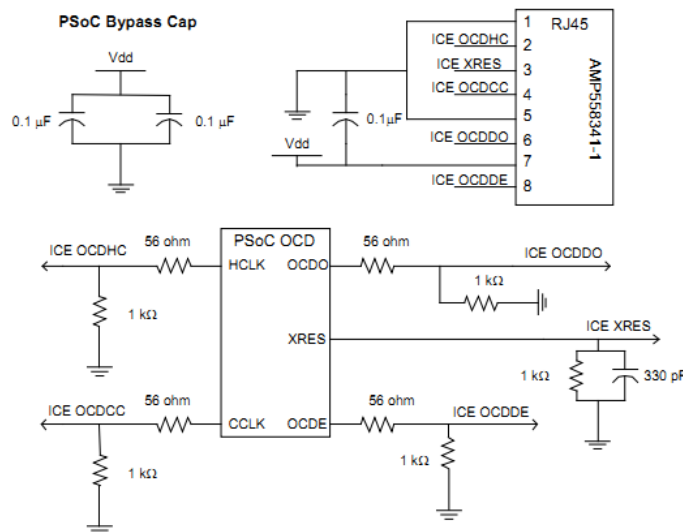 PSoC Bypass Cap
Vdd
0.1 µF
0.1 µF
1
RJ45
ICE OCDHC
2
ICE XRES
3
ICE OCDCC
4
0.1µF
5
ICE OCDDO
6
Vdd
7
ICE OCDDE
8
AMP558341-1
ICE OCDHC
56 ohm
PSoC OCD
56 ohm
HCLK
OCDO
ICE OCDDO
1 kΩ
1 kΩ
XRES
ICE XRES
1 kΩ
330 pF
ICE OCDCC
56 ohm
CCLK
OCDE
56 ohm
ICE OCDDE
1 kΩ
1 kΩ